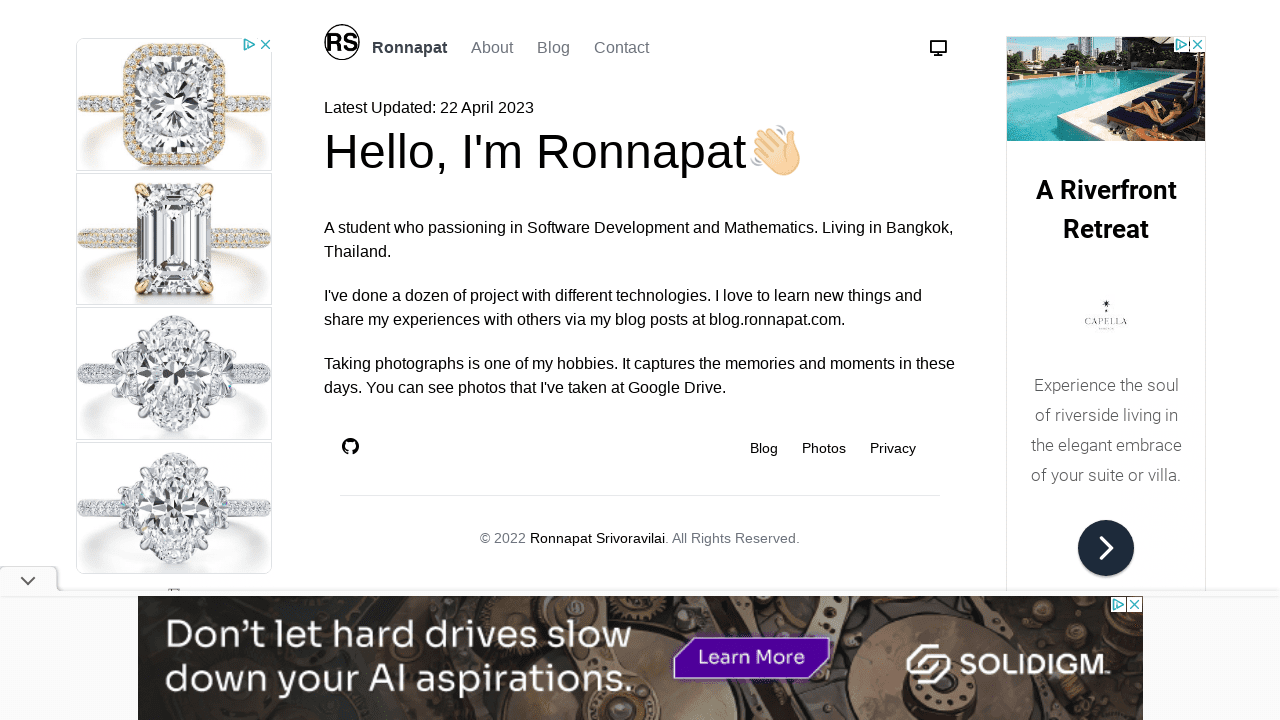 RS
Ronnapat
About
Blog
Contact
Latest Updated: 22 April 2023
Hello, I'm Ronnapat👋🏼
A student who passioning in Software Development and Mathematics. Living in Bangkok,
Thailand.
I've done a dozen of project with different technologies. I love to learn new things and
share my experiences with others via my blog posts at blog.ronnapat.com.
Taking photographs is one of my hobbies. It captures the memories and moments in these
days. You can see photos that I've taken at Google Drive.
Blog
Photos
Privacy
© 2022 Ronnapat Srivoravilai. All Rights Reserved.
A Riverfront
Retreat
CAPELLA
Experience the soul
of riverside living in
the elegant embrace
of your suite or villa.
Don't let hard drives slow
down your AI aspirations.
Learn More
SOLIDIGM